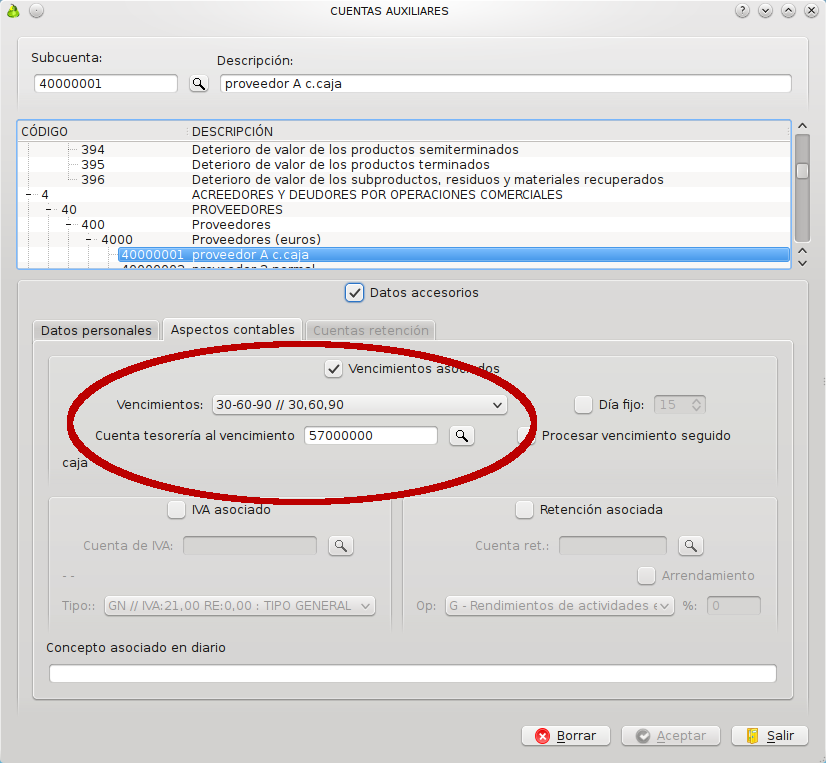 CUENTAS AUXILIARES
Subcuenta:
Descripción:
40000001
proveedor A c.caja
CÓDIGO DESCRIPCIÓN
394 Deterioro de valor de los productos semiterminados
395 Deterioro de valor de los productos terminados
396 Deterioro de valor de los subproductos, residuos y materiales recuperados
4 ACREEDORES Y DEUDORES POR OPERACIONES COMERCIALES
40 PROVEEDORES
400 Proveedores
4000 Proveedores (euros)
40000001 proveedor A c.caja
Datos accesorios
Datos personales Aspectos contables Cuentas retención
Vencimientos asociados
Vencimientos: 30-60-90 // 30,60,90 Día fijo: 15
Cuenta tesorería al vencimiento 57000000 Procesar vencimiento seguido
caja
IVA asociado Retención asociada
Cuenta de IVA: Cuenta ret.:
- - Arrendamiento
Tipo:: GN // IVA:21,00 RE:0,00 : TIPO GENERAL Op: G - Rendimientos de actividades e %: 0
Concepto asociado en diario
Borrar Aceptar Salir